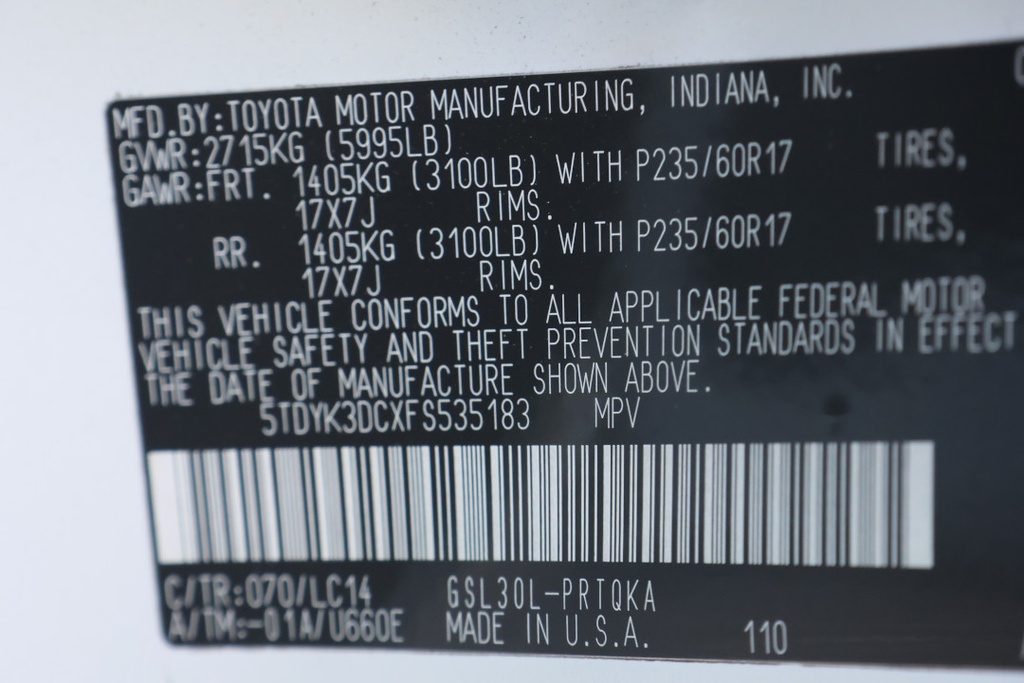 MFD.BY:TOYOTA MOTOR MANUFACTURING, INDIANA, INC.
GVWR:2715KG (5995LB)
GAWR:FRT. 1405KG (3100LB) WITH P235/60R17 TIRES,
17X7J RIMS.
RR. 1405KG (3100LB) WITH P235/60R17 TIRES,
17X7J RIMS.
THIS VEHICLE CONFORMS TO ALL APPLICABLE FEDERAL MOTOR
VEHICLE SAFETY AND THEFT PREVENTION STANDARDS IN EFFECT
THE DATE OF MANUFACTURE SHOWN ABOVE.
5TDYK3DCXFS535183 MPV
C/TR:070/LC14 GSL30L-PRTQKA
A/TM:-01A/U660E MADE IN U.S.A. 110